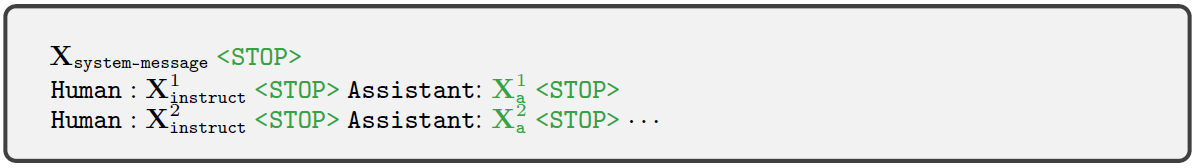 X_system-message <STOP>
Human : X^1_instruct <STOP> Assistant: X^1_a <STOP>
Human : X^2_instruct <STOP> Assistant: X^2_a <STOP> ···